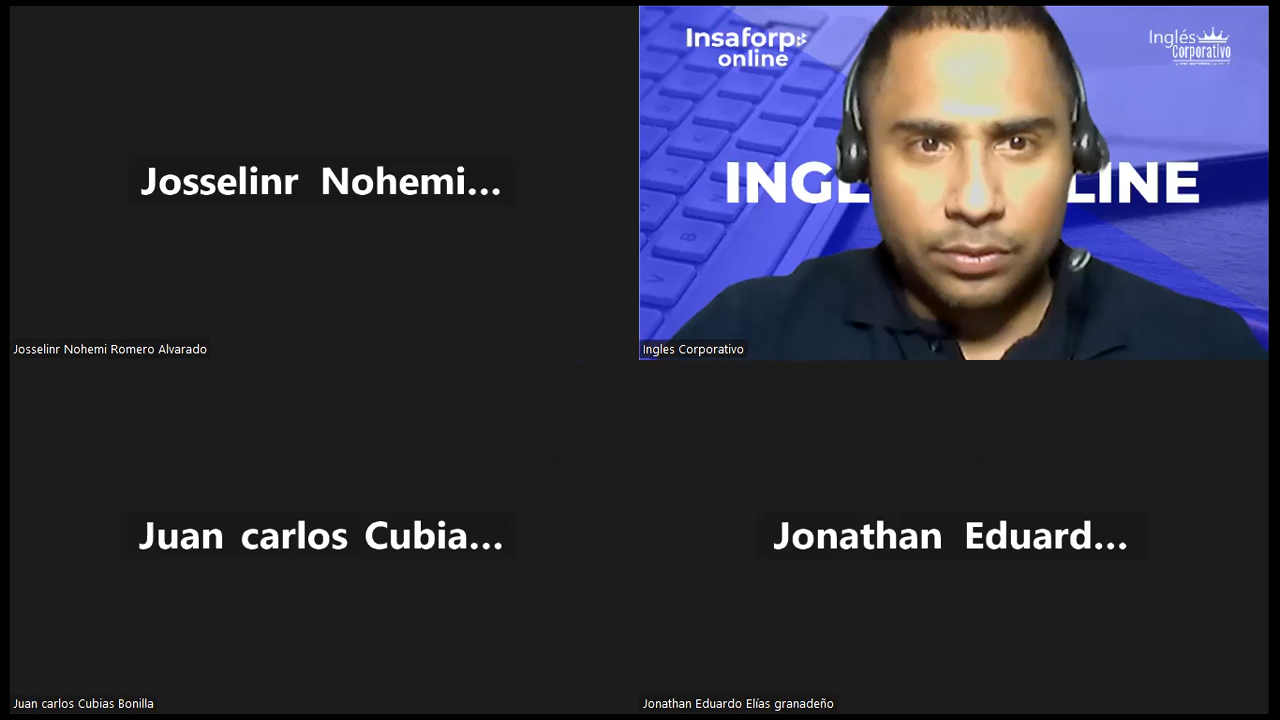 Josselinr Nohemi...
Josselinr Nohemi Romero Alvarado
Insaforp
online
Inglés
Corporativo
INGL LINE
Ingles Corporativo
Juan carlos Cubia...
Juan carlos Cubias Bonilla
Jonathan Eduard...
Jonathan Eduardo Elías granadeño